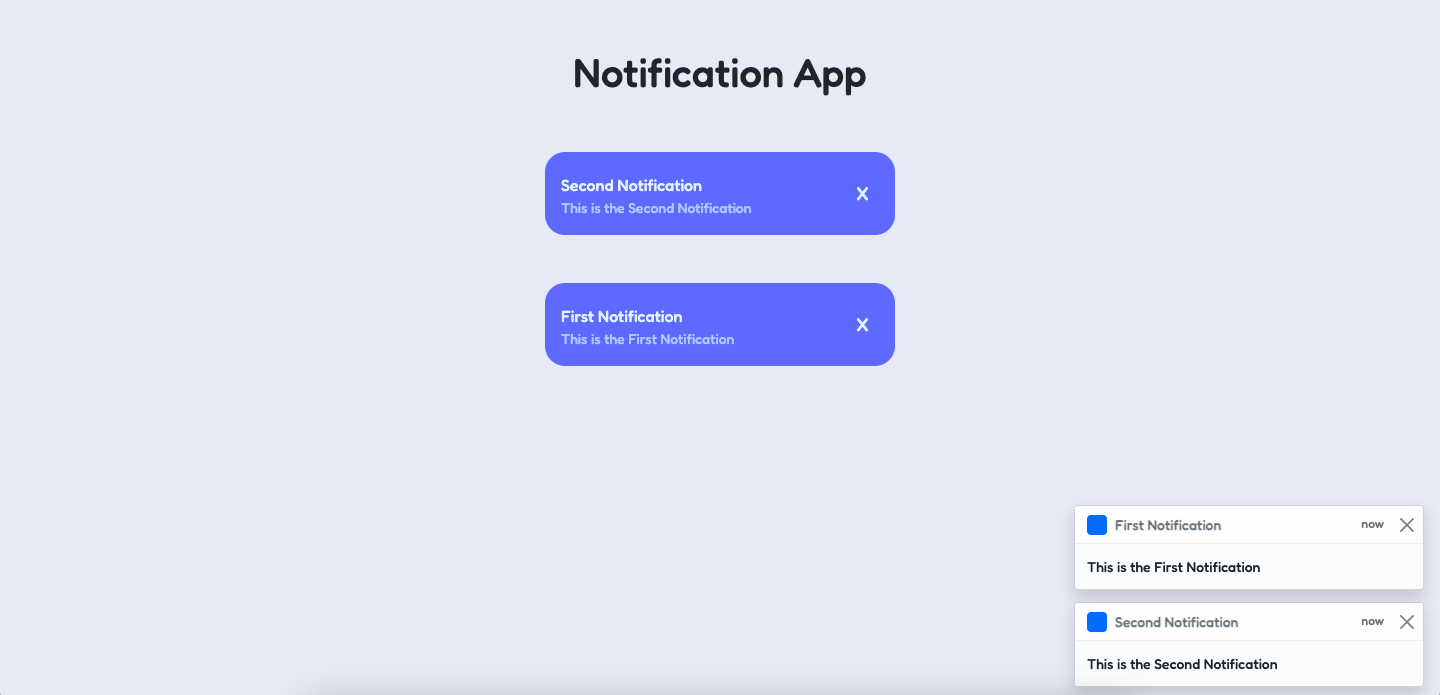 Notification App
Second Notification
This is the Second Notification
X
First Notification
This is the First Notification
X
First Notification now
This is the First Notification
Second Notification now
This is the Second Notification